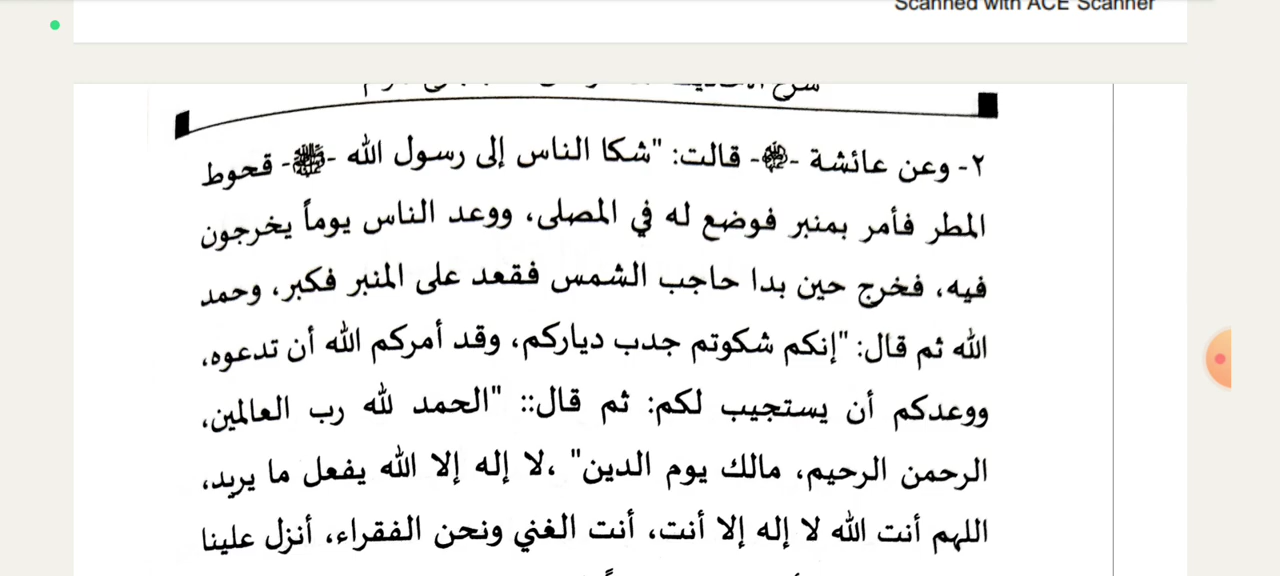 Scanned with ACE Scanner
٢- وعن عائشة -رضي الله عنها- قالت: "شكا الناس إلى رسول الله -ﷺ- قحوط
المطر فأمر بمنبر فوضع له في المصلى، ووعد الناس يوماً يخرجون
فيه، فخرج حين بدا حاجب الشمس فقعد على المنبر فكبر، وحمد
الله ثم قال: "إنكم شكوتم جدب دياركم، وقد أمركم الله أن تدعوه،
ووعدكم أن يستجيب لكم: ثم قال:: "الحمد لله رب العالمين،
الرحمن الرحيم، مالك يوم الدين" ،لا إله إلا الله يفعل ما يريد،
اللهم أنت الله لا إله إلا أنت، أنت الغني ونحن الفقراء، أنزل علينا